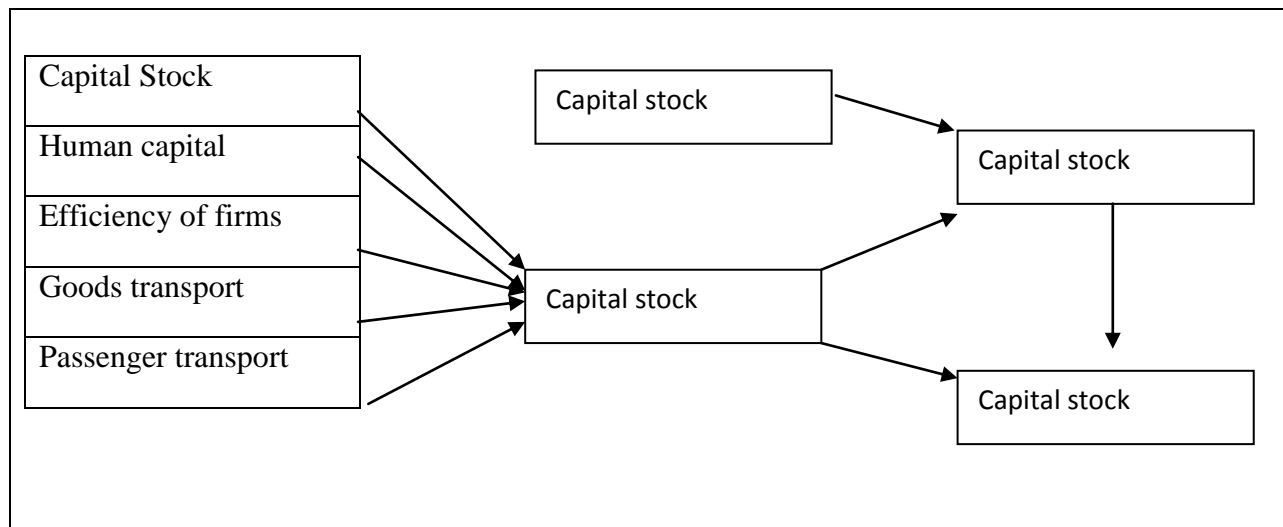 Capital Stock
Human capital
Efficiency of firms
Goods transport
Passenger transport
Capital stock
Capital stock
Capital stock
Capital stock